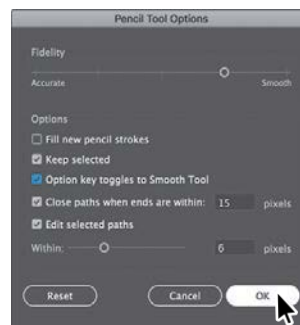 Pencil Tool Options
Fidelity
Accurate Smooth
Options
Fill new pencil strokes
Keep selected
Option key toggles to Smooth Tool
Close paths when ends are within: 15 pixels
Edit selected paths
Within: 6 pixels
Reset Cancel OK